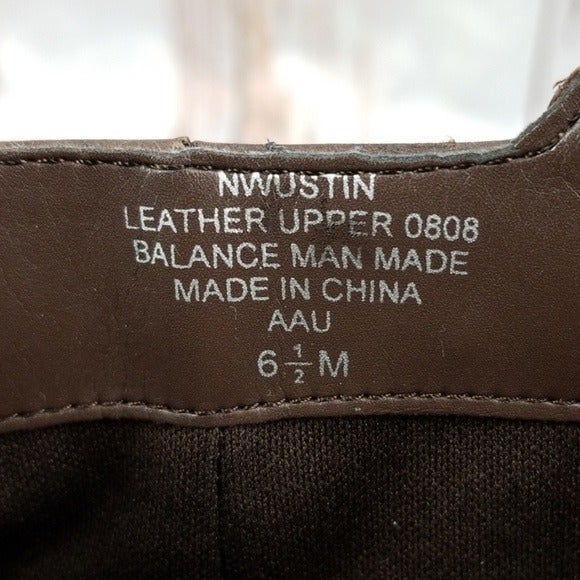 NWUSTIN
LEATHER UPPER 0808
BALANCE MAN MADE
MADE IN CHINA
AAU
6 ½ M